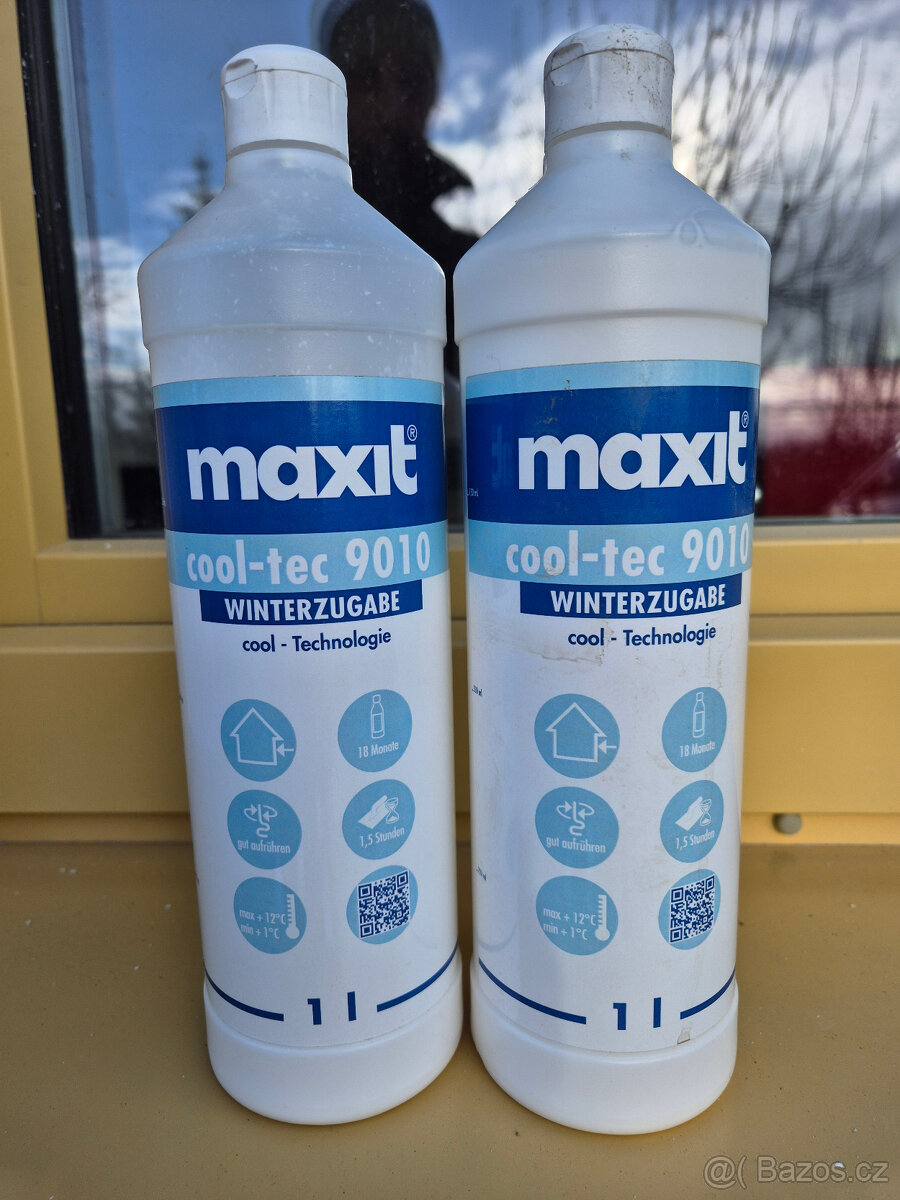 maxit®
cool-tec 9010
WINTERZUGABE
cool - Technologie
18 Monate
gut aufrühren
1,5 Stunden
max + 12°C
min + 1°C
1 l
maxit®
cool-tec 9010
WINTERZUGABE
cool - Technologie
18 Monate
gut aufrühren
1,5 Stunden
max + 12°C
min + 1°C
1 l
@( Bazos.cz